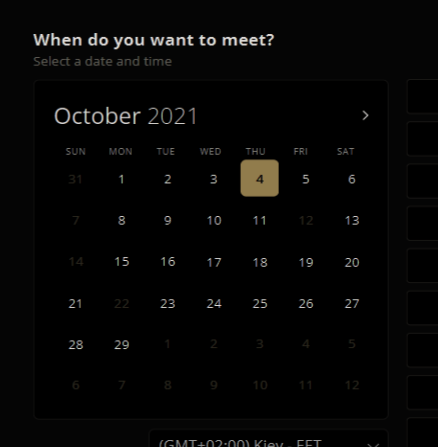 When do you want to meet?
Select a date and time
October 2021
SUN MON TUE WED THU FRI SAT
31 1 2 3 4 5 6
7 8 9 10 11 12 13
14 15 16 17 18 19 20
21 22 23 24 25 26 27
28 29 1 2 3 4 5
6 7 8 9 10 11 12
(GMT+02:00) Kiev - EET